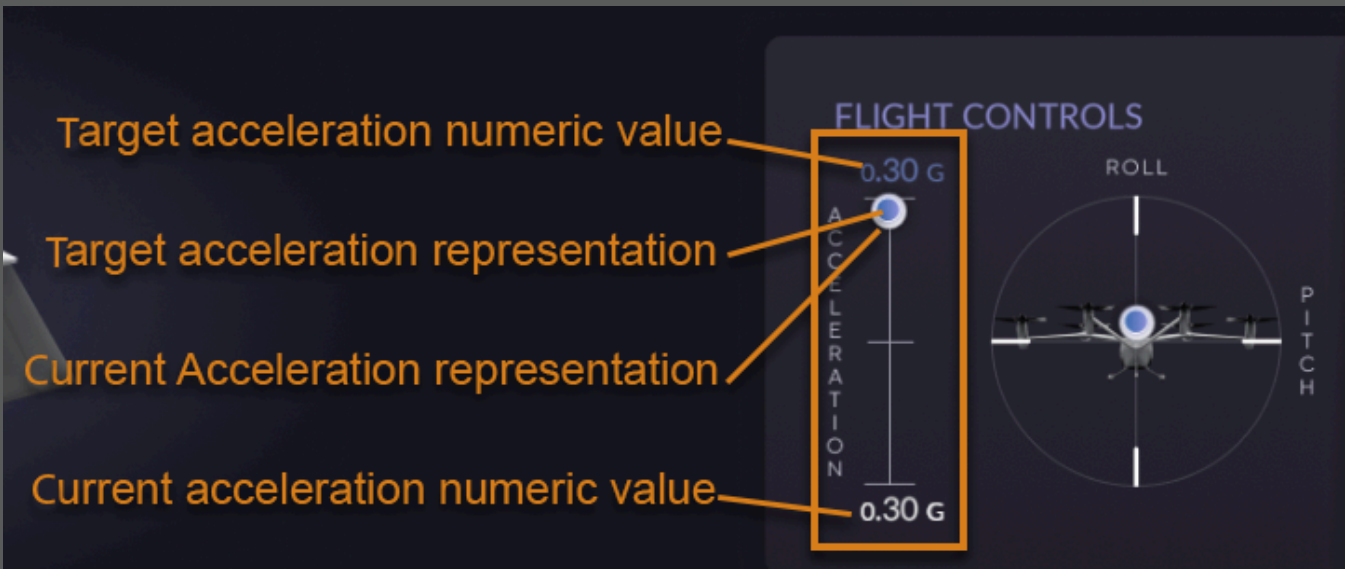 Target acceleration numeric value
Target acceleration representation
Current Acceleration representation
Current acceleration numeric value
FLIGHT CONTROLS
0.30 G
ACCELERATION
0.30 G
ROLL
PITCH